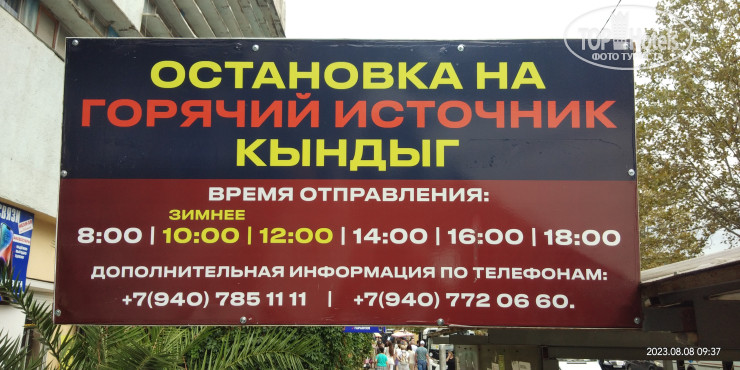 ОСТАНОВКА НА
ГОРЯЧИЙ ИСТОЧНИК
КЫНДЫГ
ВРЕМЯ ОТПРАВЛЕНИЯ:
ЗИМНЕЕ
8:00 | 10:00 | 12:00 | 14:00 | 16:00 | 18:00
ДОПОЛНИТЕЛЬНАЯ ИНФОРМАЦИЯ ПО ТЕЛЕФОНАМ:
+7(940) 785 11 11 | +7(940) 772 06 60.
2023.08.08 09:37